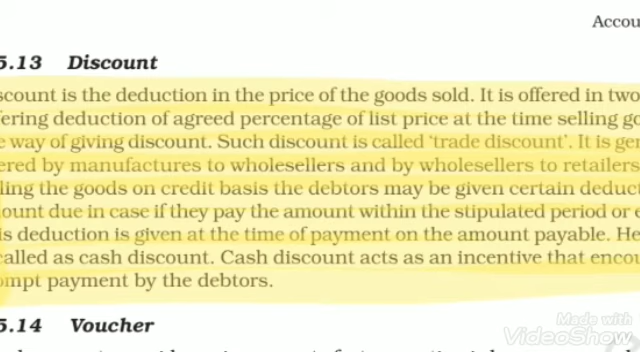 Accou
5.13 Discount
scount is the deduction in the price of the goods sold. It is offered in two
fering deduction of agreed percentage of list price at the time selling go
e way of giving discount. Such discount is called 'trade discount'. It is gen
ered by manufactures to wholesellers and by wholesellers to retailers
ling the goods on credit basis the debtors may be given certain deduct
ount due in case if they pay the amount within the stipulated period or e
is deduction is given at the time of payment on the amount payable. He
called as cash discount. Cash discount acts as an incentive that encou
ompt payment by the debtors.
5.14 Voucher
Made with
VideoShow